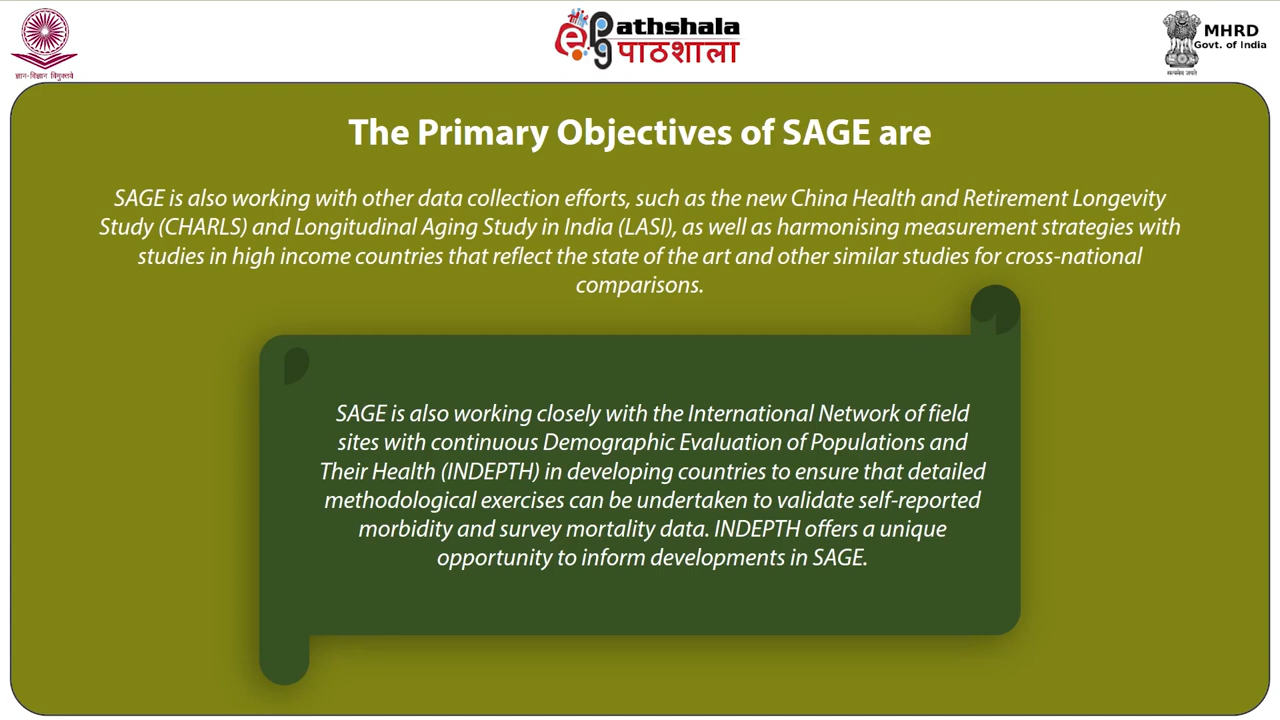 ज्ञान-विज्ञान विमुक्तये
ePg Pathshala
पाठशाला
MHRD
Govt. of India
सत्यमेव जयते
The Primary Objectives of SAGE are
SAGE is also working with other data collection efforts, such as the new China Health and Retirement Longevity
Study (CHARLS) and Longitudinal Aging Study in India (LASI), as well as harmonising measurement strategies with
studies in high income countries that reflect the state of the art and other similar studies for cross-national
comparisons.
SAGE is also working closely with the International Network of field
sites with continuous Demographic Evaluation of Populations and
Their Health (INDEPTH) in developing countries to ensure that detailed
methodological exercises can be undertaken to validate self-reported
morbidity and survey mortality data. INDEPTH offers a unique
opportunity to inform developments in SAGE.